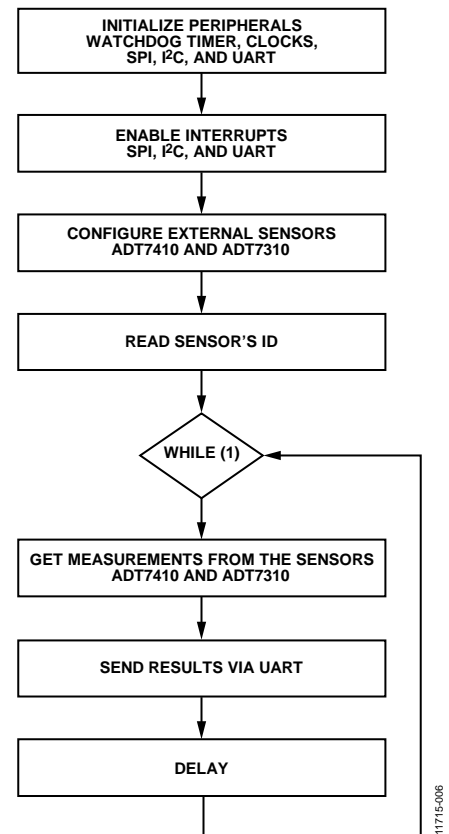 INITIALIZE PERIPHERALS
WATCHDOG TIMER, CLOCKS,
SPI, I²C, AND UART
ENABLE INTERRUPTS
SPI, I²C, AND UART
CONFIGURE EXTERNAL SENSORS
ADT7410 AND ADT7310
READ SENSOR'S ID
WHILE (1)
GET MEASUREMENTS FROM THE SENSORS
ADT7410 AND ADT7310
SEND RESULTS VIA UART
DELAY
11715-006